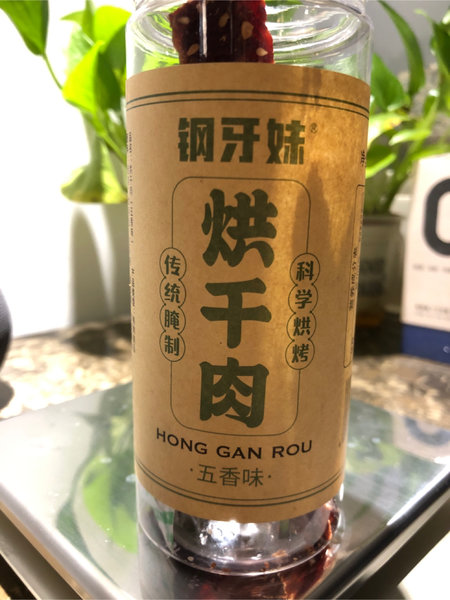 钢牙妹®
烘干肉
传统腌制
科学烘烤
HONG GAN ROU
·五香味·